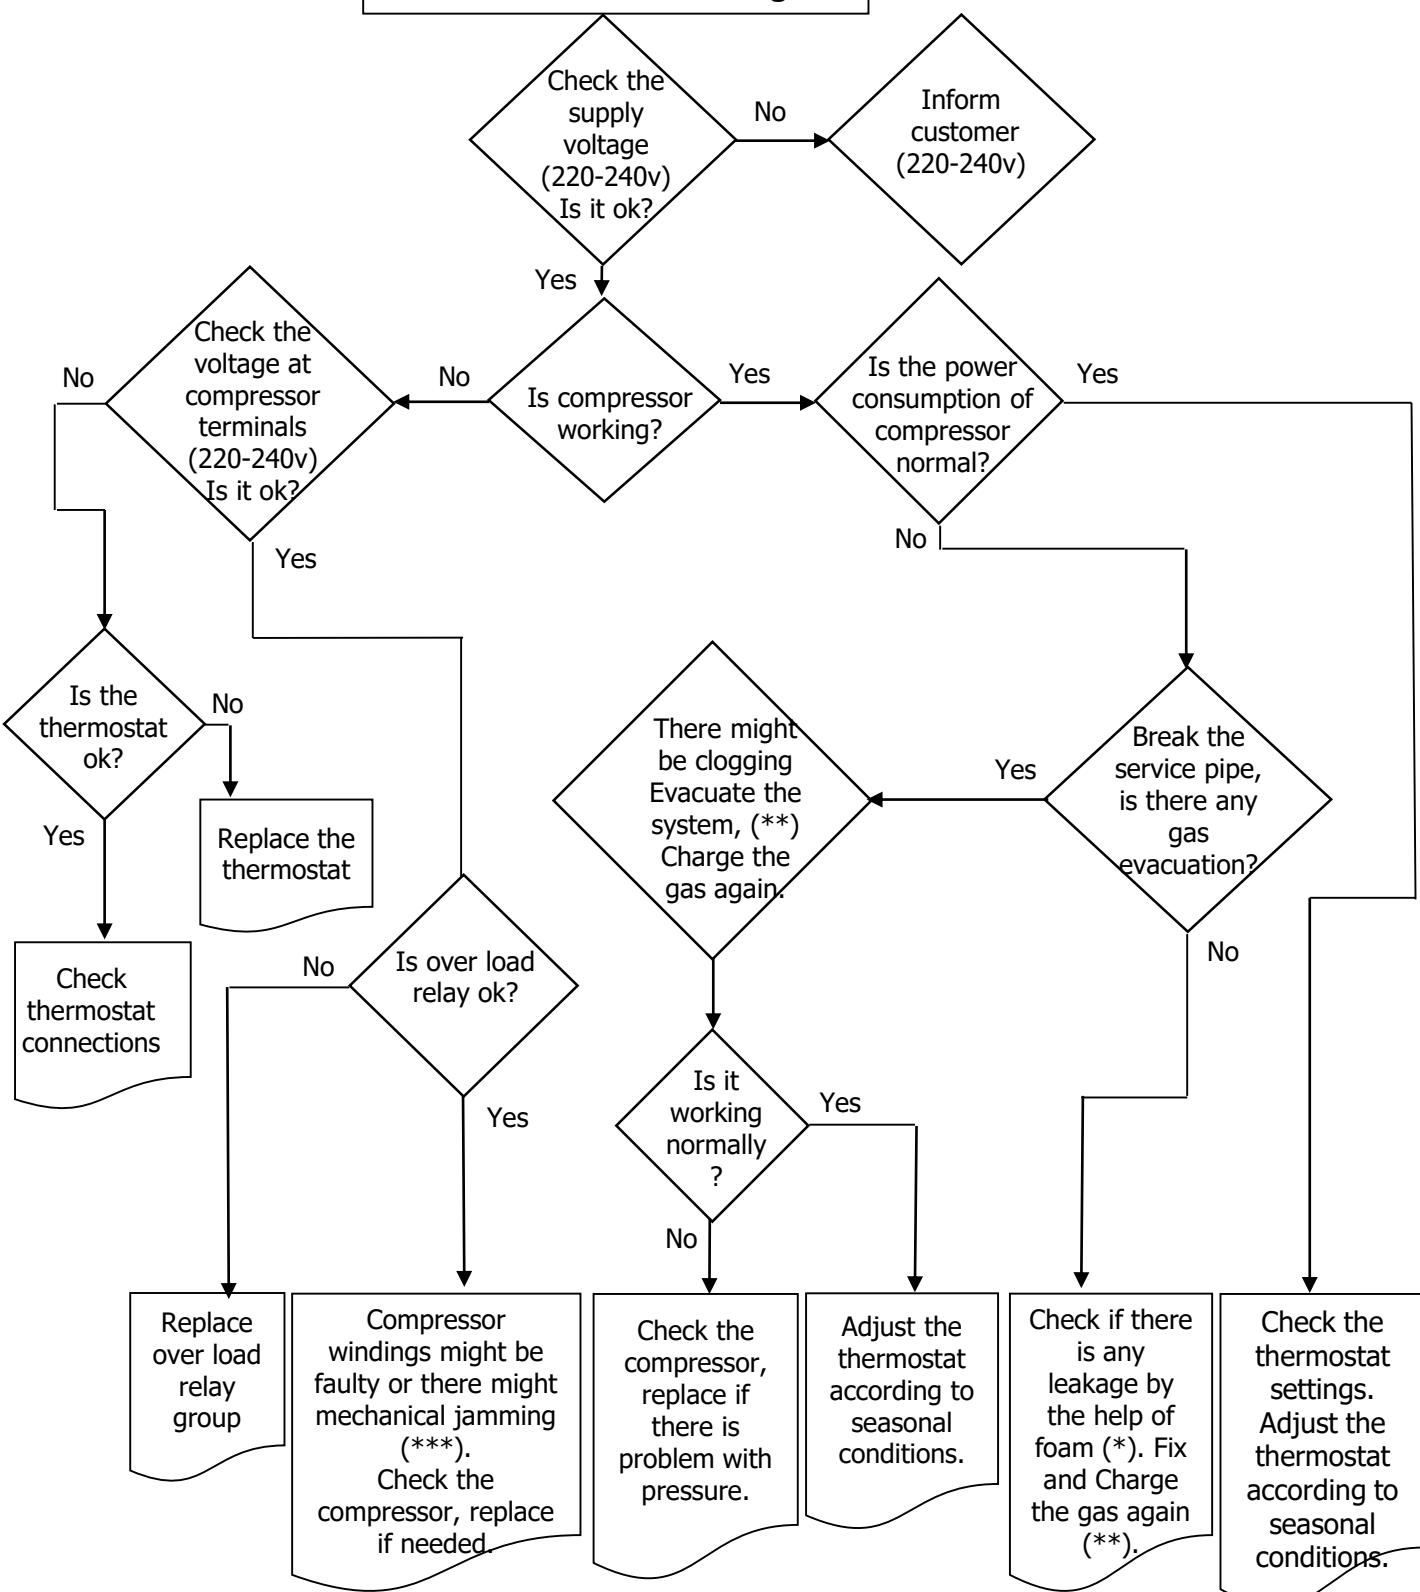 Check the
supply
voltage
(220-240v)
Is it ok?
No
Inform
customer
(220-240v)
Yes
Check the
voltage at
compressor
terminals
(220-240v)
Is it ok?
No
No
Is compressor
working?
Yes
Is the power
consumption of
compressor
normal?
Yes
No
Yes
Is the
thermostat
ok?
No
Yes
Replace the
thermostat
Check
thermostat
connections
There might
be clogging
Evacuate the
system, (**)
Charge the
gas again.
Yes
Break the
service pipe,
is there any
gas
evacuation?
No
No
Is over load
relay ok?
Yes
Is it
working
normally
?
Yes
No
Replace
over load
relay
group
Compressor
windings might be
faulty or there might
mechanical jamming
(***).
Check the
compressor, replace
if needed.
Check the
compressor,
replace if
there is
problem with
pressure.
Adjust the
thermostat
according to
seasonal
conditions.
Check if there
is any
leakage by
the help of
foam (*). Fix
and Charge
the gas again
(**).
Check the
thermostat
settings.
Adjust the
thermostat
according to
seasonal
conditions.